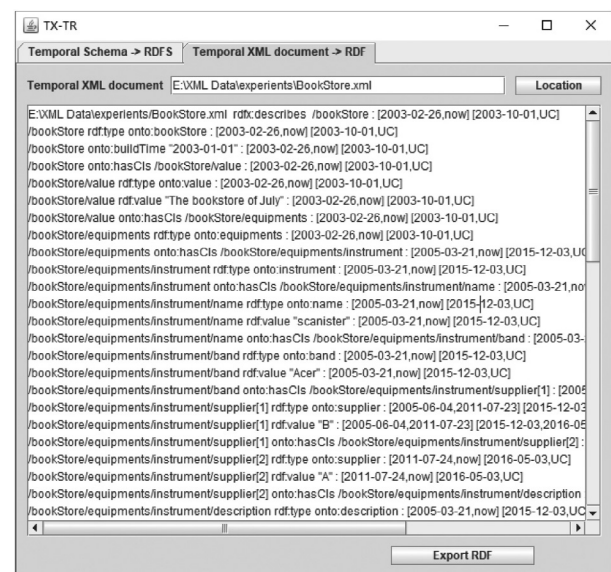 TX-TR
Temporal Schema -> RDFS Temporal XML document -> RDF
Temporal XML document E:\XML Data\experients\BookStore.xml Location
E:\XML Data\experients/BookStore.xml rdfx:describes /bookStore : [2003-02-26,now] [2003-10-01,UC]
/bookStore rdf:type onto:bookStore : [2003-02-26,now] [2003-10-01,UC]
/bookStore onto:buildTime "2003-01-01" : [2003-02-26,now] [2003-10-01,UC]
/bookStore onto:hasCls /bookStore/value : [2003-02-26,now] [2003-10-01,UC]
/bookStore/value rdf:type onto:value : [2003-02-26,now] [2003-10-01,UC]
/bookStore/value rdf:value "The bookstore of July" : [2003-02-26,now] [2003-10-01,UC]
/bookStore/value onto:hasCls /bookStore/equipments : [2003-02-26,now] [2003-10-01,UC]
/bookStore/equipments rdf:type onto:equipments : [2003-02-26,now] [2003-10-01,UC]
/bookStore/equipments onto:hasCls /bookStore/equipments/instrument : [2005-03-21,now] [2015-12-03,UC
/bookStore/equipments/instrument rdf:type onto:instrument : [2005-03-21,now] [2015-12-03,UC]
/bookStore/equipments/instrument onto:hasCls /bookStore/equipments/instrument/name : [2005-03-21,no
/bookStore/equipments/instrument/name rdf:type onto:name : [2005-03-21,now] [2015-12-03,UC]
/bookStore/equipments/instrument/name rdf:value "scanister" : [2005-03-21,now] [2015-12-03,UC]
/bookStore/equipments/instrument/name onto:hasCls /bookStore/equipments/instrument/band : [2005-03-
/bookStore/equipments/instrument/band rdf:type onto:band : [2005-03-21,now] [2015-12-03,UC]
/bookStore/equipments/instrument/band rdf:value "Acer" : [2005-03-21,now] [2015-12-03,UC]
/bookStore/equipments/instrument/band onto:hasCls /bookStore/equipments/instrument/supplier[1] : [2005
/bookStore/equipments/instrument/supplier[1] rdf:type onto:supplier : [2005-06-04,2011-07-23] [2015-12-03
/bookStore/equipments/instrument/supplier[1] rdf:value "B" : [2005-06-04,2011-07-23] [2015-12-03,2016-05
/bookStore/equipments/instrument/supplier[1] onto:hasCls /bookStore/equipments/instrument/supplier[2] :
/bookStore/equipments/instrument/supplier[2] rdf:type onto:supplier : [2011-07-24,now] [2016-05-03,UC]
/bookStore/equipments/instrument/supplier[2] rdf:value "A" : [2011-07-24,now] [2016-05-03,UC]
/bookStore/equipments/instrument/supplier[2] onto:hasCls /bookStore/equipments/instrument/description
/bookStore/equipments/instrument/description rdf:type onto:description : [2005-03-21,now] [2015-12-03,UC
Export RDF